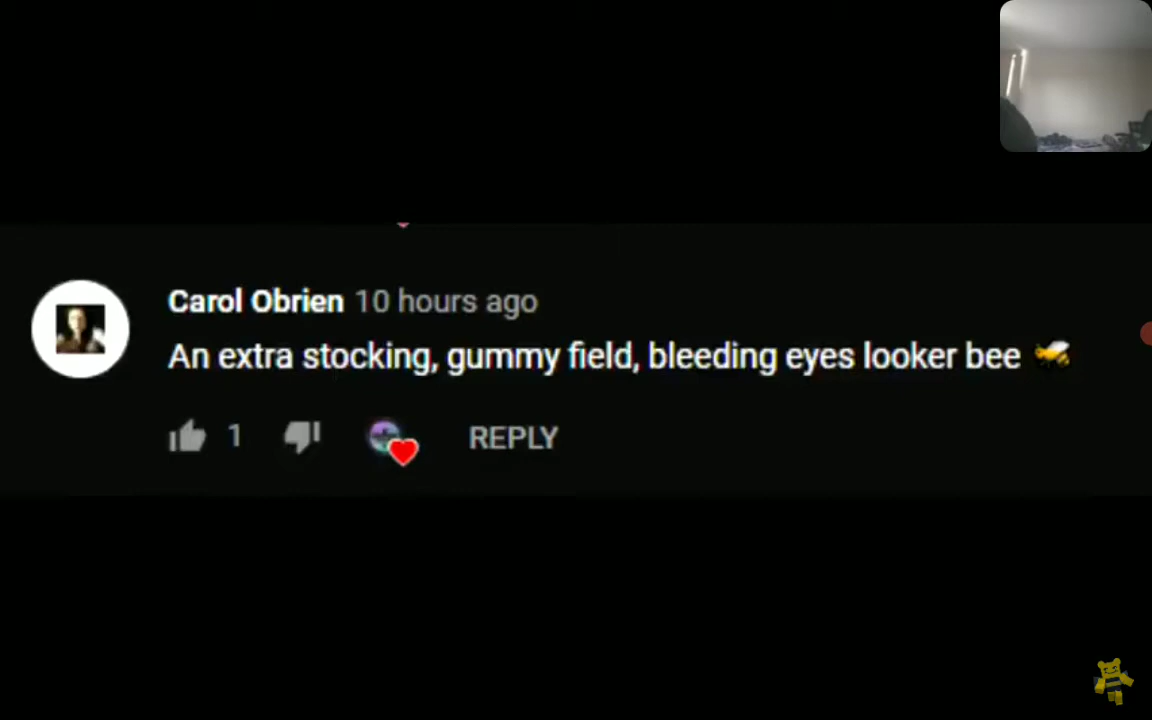 Carol Obrien 10 hours ago
An extra stocking, gummy field, bleeding eyes looker bee 🐝
1 REPLY